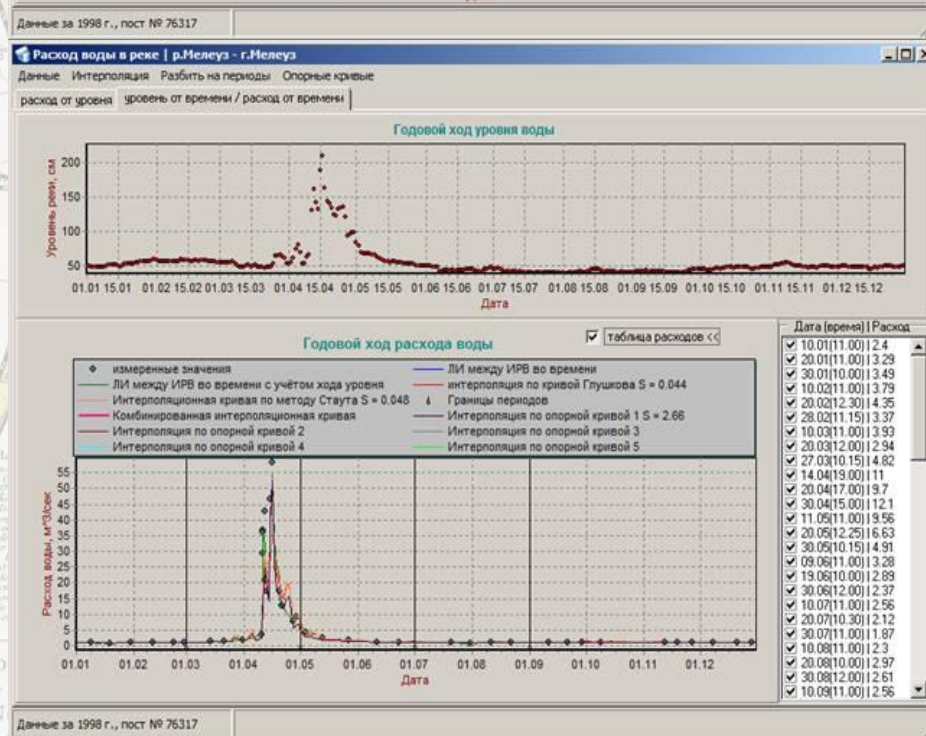 Данные за 1998 г., пост № 76317
Расход воды в реке | р.Мелеуз - г.Мелеуз
Данные Интерполяция Разбить на периоды Опорные кривые
расход от уровня уровень от времени / расход от времени
Годовой ход уровня воды
Уровень реки, см
200
150
100
50
01.01 15.01 01.02 15.02 01.03 15.03 01.04 15.04 01.05 15.05 01.06 15.06 01.07 15.07 01.08 15.08 01.09 15.09 01.10 15.10 01.11 15.11 01.12 15.12
Дата
Годовой ход расхода воды
таблица расходов <<
измеренные значения
ЛИ между ИРВ во времени
ЛИ между ИРВ во времени с учётом хода уровня
интерполяция по кривой Глушкова S = 0.044
Интерполяционная кривая по методу Стаута S = 0.048
Границы периодов
Комбинированная интерполяционная кривая
Интерполяция по опорной кривой 1 S = 2.66
Интерполяция по опорной кривой 2
Интерполяция по опорной кривой 3
Интерполяция по опорной кривой 4
Интерполяция по опорной кривой 5
Расход воды, м^3/сек
55
50
45
40
35
30
25
20
15
10
5
0
01.01 01.02 01.03 01.04 01.05 01.06 01.07 01.08 01.09 01.10 01.11 01.12
Дата
Дата (время) | Расход
10.01(11.00) | 2.4
20.01(11.00) | 3.29
30.01(10.00) | 3.49
10.02(11.00) | 3.79
20.02(12.30) | 4.35
28.02(11.15) | 3.37
10.03(11.00) | 3.93
20.03(12.00) | 2.94
27.03(10.15) | 4.82
14.04(19.00) | 11
20.04(17.00) | 9.7
30.04(15.00) | 12.1
11.05(11.00) | 9.56
20.05(12.25) | 6.63
30.05(10.15) | 4.91
09.06(11.00) | 3.28
19.06(10.00) | 2.89
30.06(12.00) | 2.37
10.07(11.00) | 2.56
20.07(10.30) | 2.12
30.07(11.00) | 1.87
10.08(11.00) | 2.3
20.08(10.00) | 2.97
30.08(12.00) | 2.61
10.09(11.00) | 2.56
Данные за 1998 г., пост № 76317